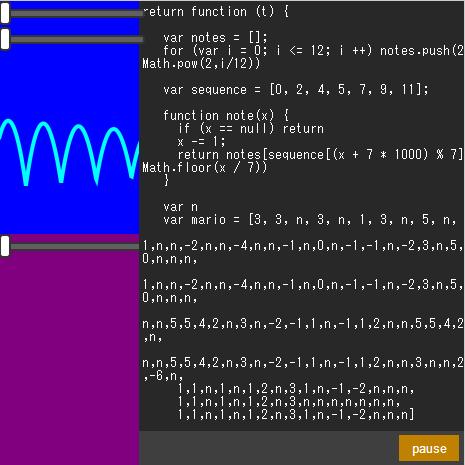 return function (t) {
var notes = [];
for (var i = 0; i <= 12; i ++) notes.push(2
Math.pow(2,i/12))
var sequence = [0, 2, 4, 5, 7, 9, 11];
function note(x) {
if (x == null) return
x -= 1;
return notes[sequence[(x + 7 * 1000) % 7]
Math.floor(x / 7))
}
var n
var mario = [3, 3, n, 3, n, 1, 3, n, 5, n,
1,n,n,-2,n,n,-4,n,n,-1,n,0,n,-1,-1,n,-2,3,n,5,
0,n,n,n,
1,n,n,-2,n,n,-4,n,n,-1,n,0,n,-1,-1,n,-2,3,n,5,
0,n,n,n,
n,n,5,5,4,2,n,3,n,-2,-1,1,n,-1,1,2,n,n,5,5,4,2
,n,
n,n,5,5,4,2,n,3,n,-2,-1,1,n,-1,1,2,n,n,3,n,n,2
,-6,n,
1,1,n,1,n,1,2,n,3,1,n,-1,-2,n,n,n,
1,1,n,1,n,1,2,n,3,n,n,n,n,n,n,n,
1,1,n,1,n,1,2,n,3,1,n,-1,-2,n,n,n]
pause